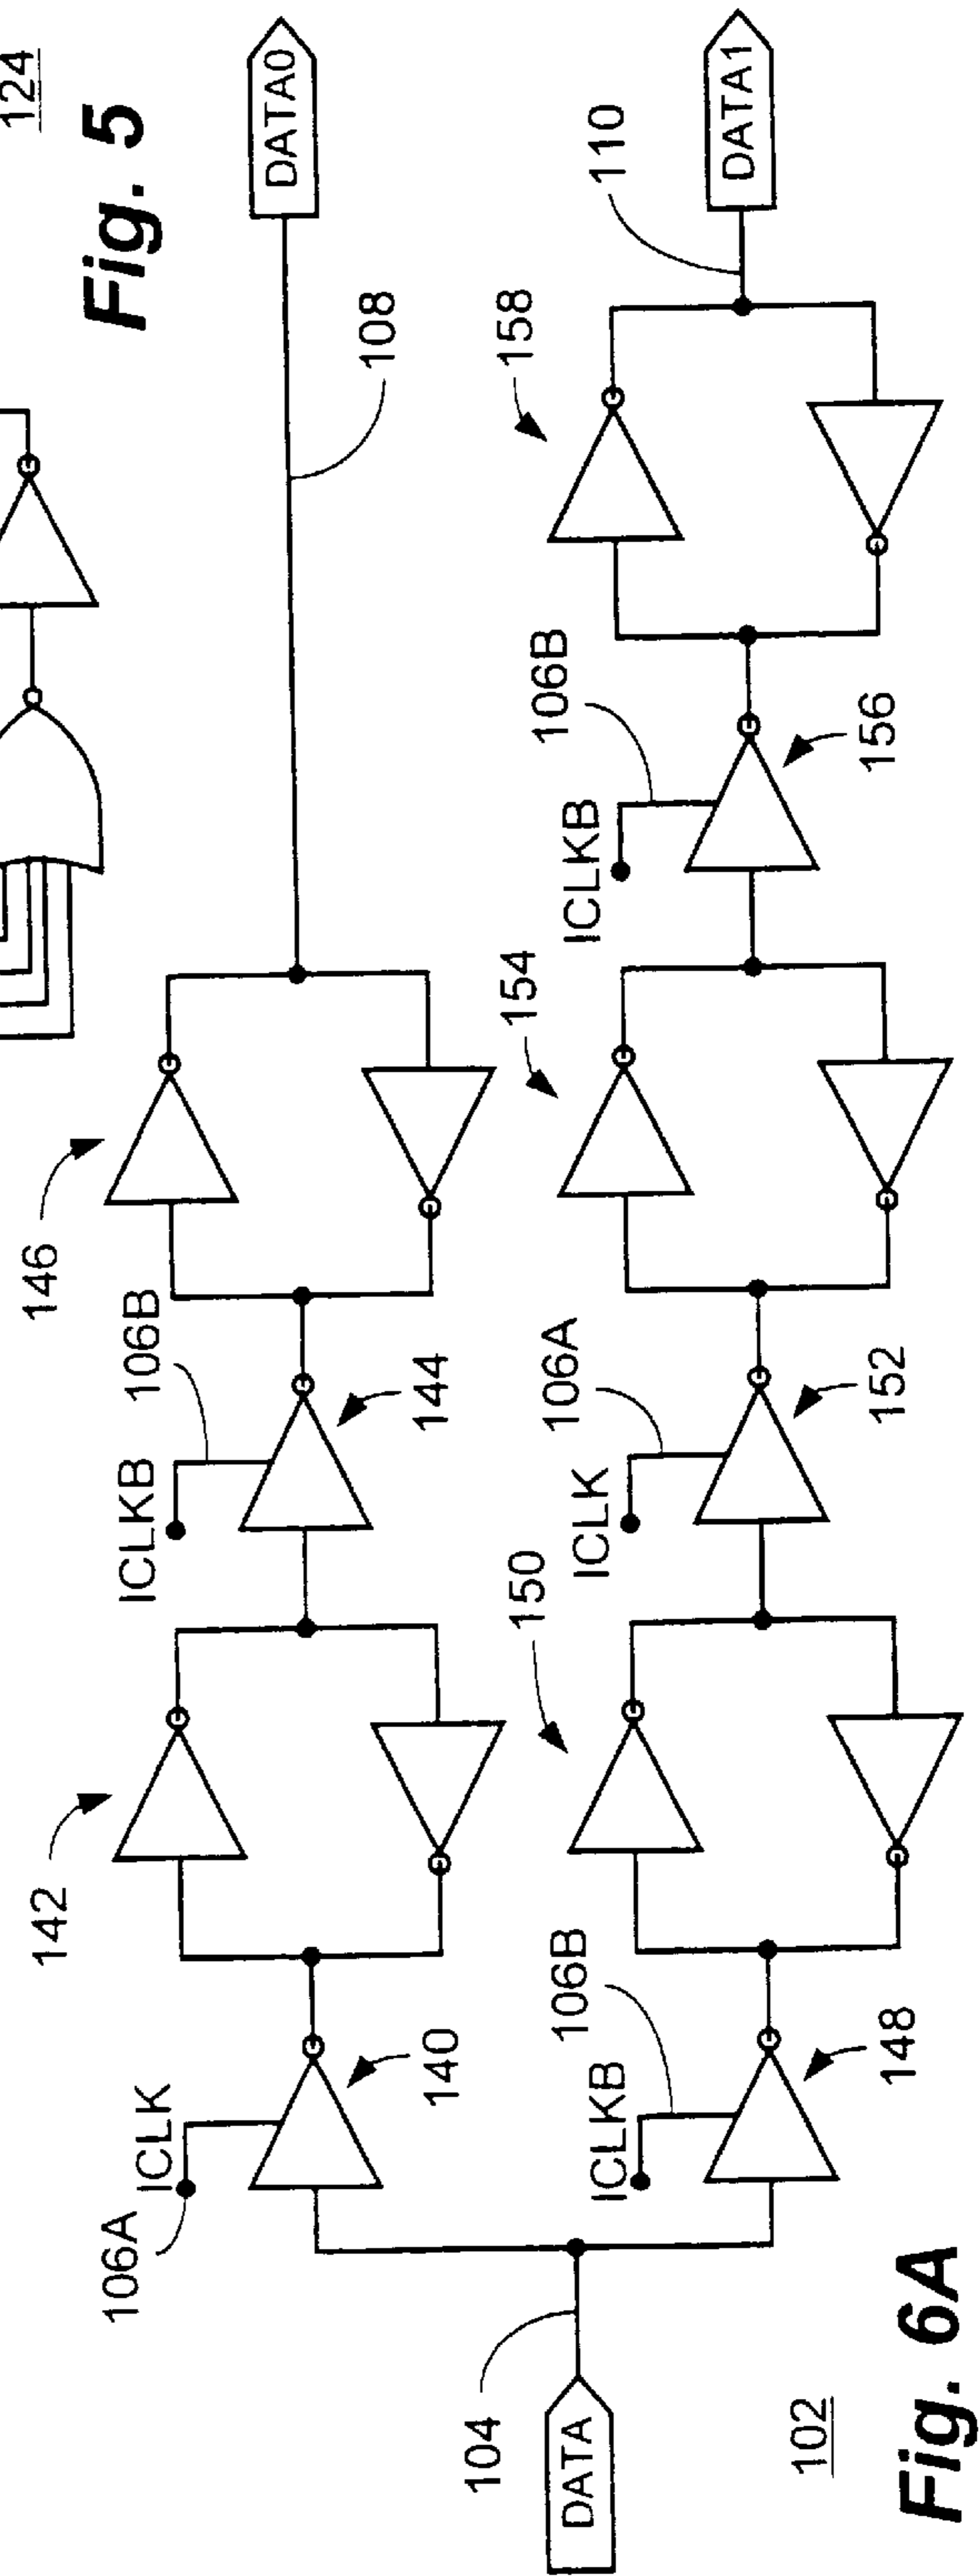 124
Fig. 5
DATA0
108
146
106B
ICLKB
144
142
106A
ICLK
140
DATA1
110
158
106B
ICLKB
156
154
106A
ICLK
152
150
106B
ICLKB
148
104
DATA
102
Fig. 6A